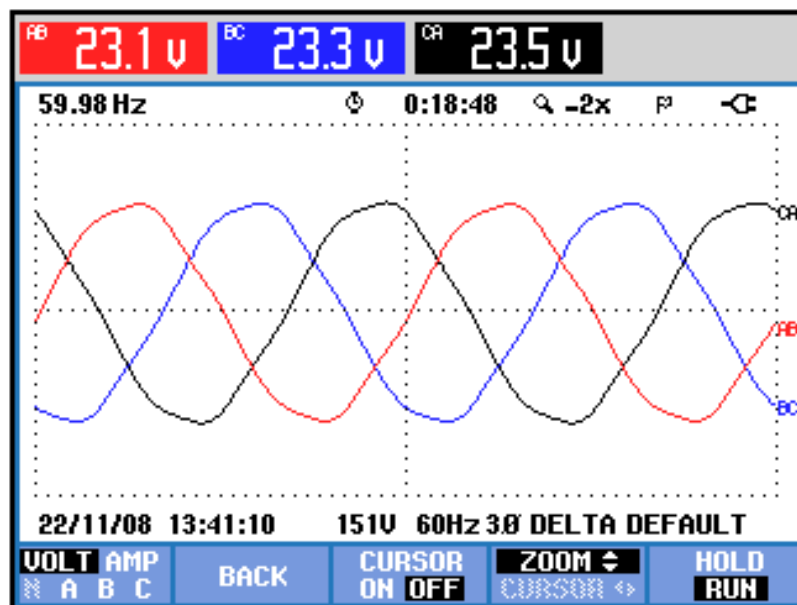 AB 23.1 V BC 23.3 V CA 23.5 V
59.98 Hz 0:18:48 -2x
CA
AB
BC
22/11/08 13:41:10 151V 60Hz 3Ø DELTA DEFAULT
VOLT AMP BACK CURSOR ZOOM HOLD
N A B C ON OFF CURSOR RUN